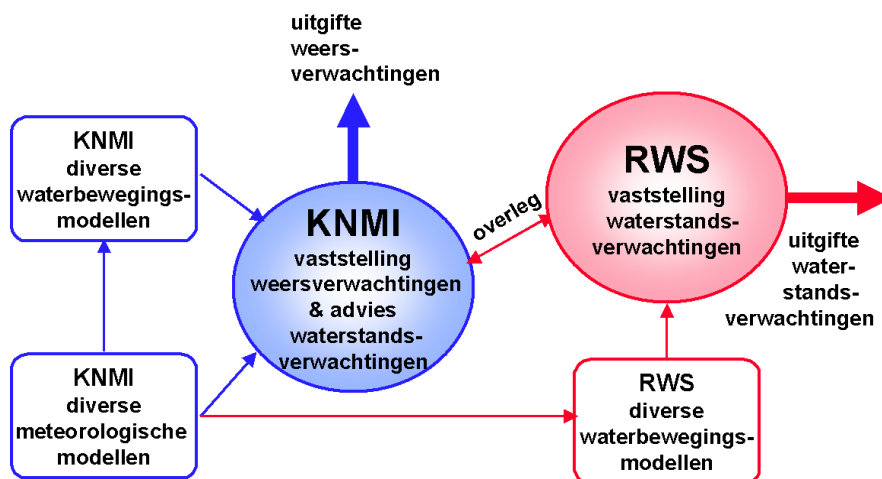 uitgifte
weers-
verwachtingen
KNMI
diverse
waterbewegings-
modellen
KNMI
vaststelling
weersverwachtingen
& advies
waterstands-
verwachtingen
overleg
RWS
vaststelling
waterstands-
verwachtingen
uitgifte
water-
stands-
verwachtingen
KNMI
diverse
meteorologische
modellen
RWS
diverse
waterbewegings-
modellen